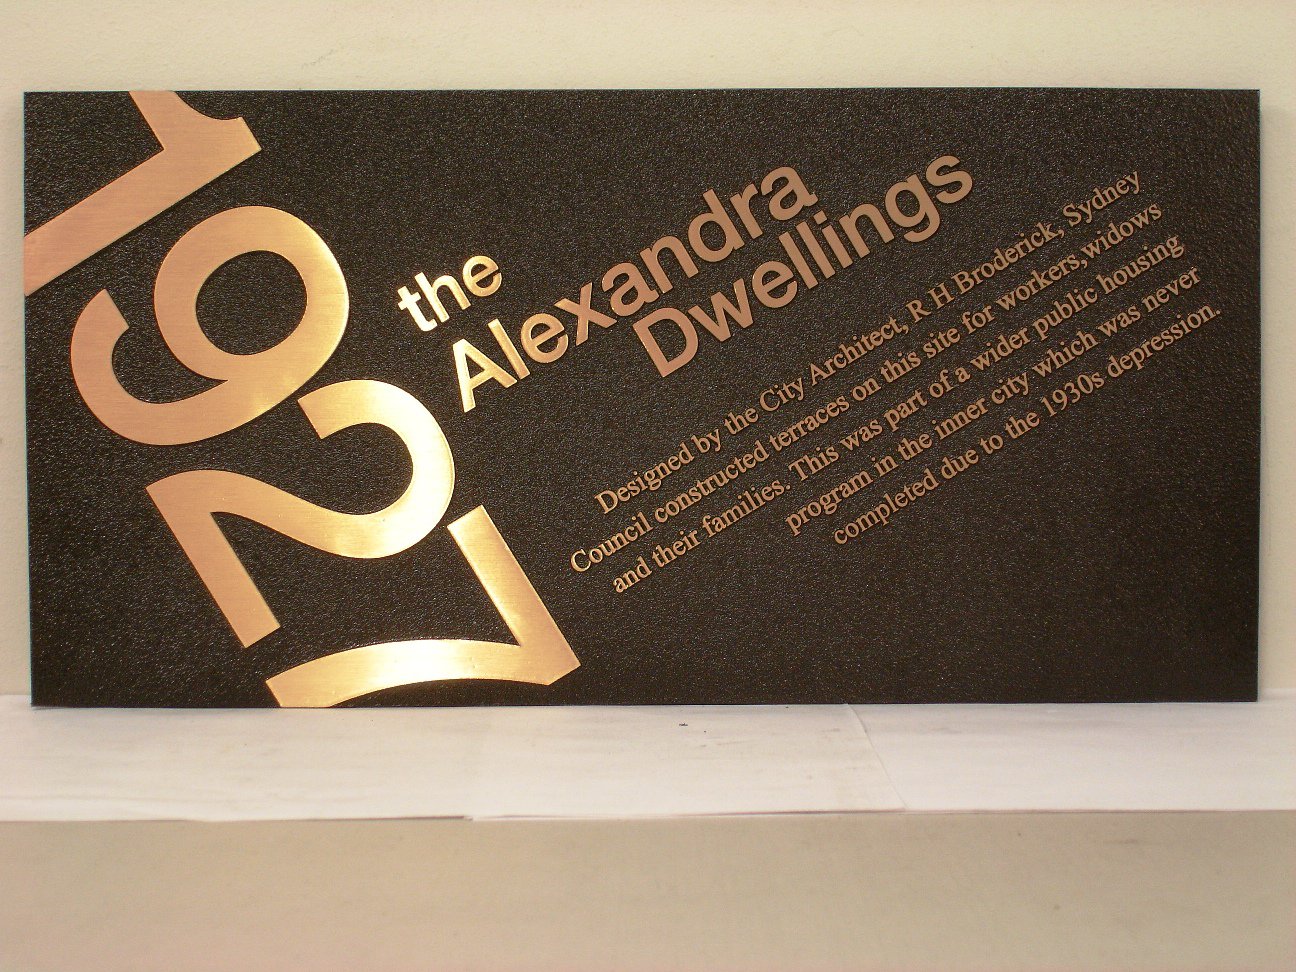 1927
the
Alexandra
Dwellings
Designed by the City Architect, R H Broderick, Sydney
Council constructed terraces on this site for workers,widows
and their families. This was part of a wider public housing
program in the inner city which was never
completed due to the 1930s depression.